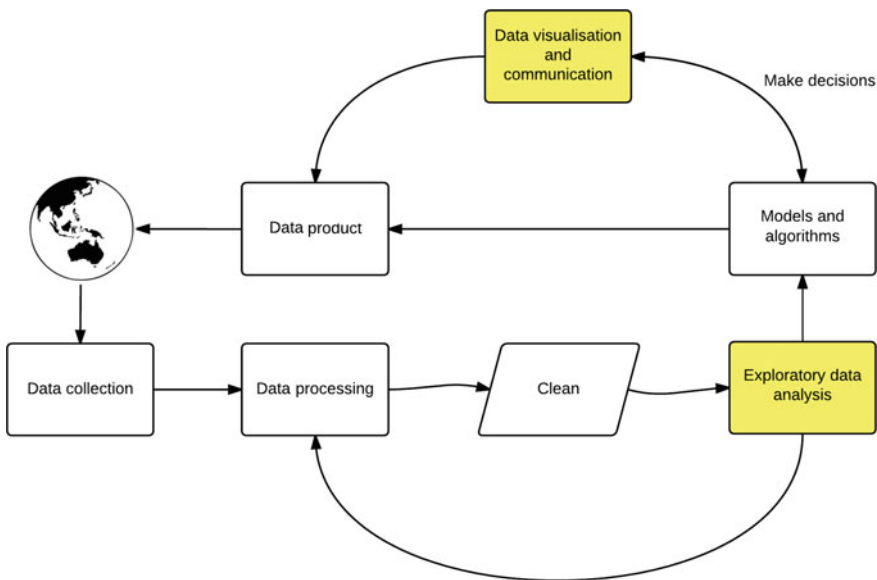 Data visualisation
and
communication
Make decisions
Data product
Models and
algorithms
Data collection
Data processing
Clean
Exploratory data
analysis